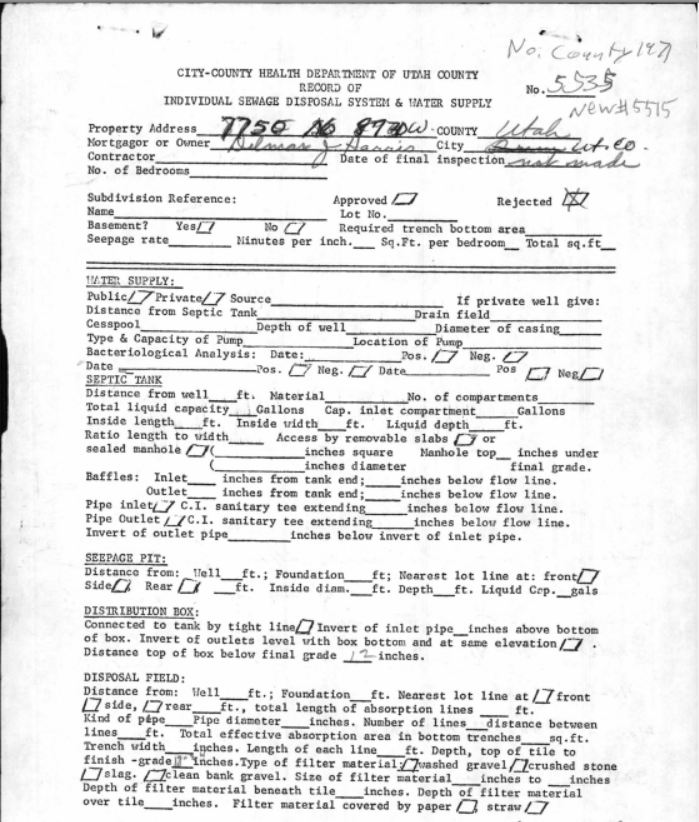 No. County 197
CITY-COUNTY HEALTH DEPARTMENT OF UTAH COUNTY
RECORD OF
No. 5535
INDIVIDUAL SEWAGE DISPOSAL SYSTEM & WATER SUPPLY
New # 5515
Property Address 7750 No 8730 W. COUNTY Utah
Mortgagor or Owner Delmar J Harris City Ut. Co.
Contractor Date of final inspection not made
No. of Bedrooms
Subdivision Reference: Approved Rejected X
Name Lot No.
Basement? Yes No Required trench bottom area
Seepage rate Minutes per inch. Sq.Ft. per bedroom Total sq.ft
WATER SUPPLY:
Public Private Source If private well give:
Distance from Septic Tank Drain field
Cesspool Depth of well Diameter of casing
Type & Capacity of Pump Location of Pump
Bacteriological Analysis: Date: Pos. Neg.
Date Pos. Neg. Date Pos Neg.
SEPTIC TANK
Distance from well ft. Material No. of compartments
Total liquid capacity Gallons Cap. inlet compartment Gallons
Inside length ft. Inside width ft. Liquid depth ft.
Ratio length to width Access by removable slabs or
sealed manhole ( inches square Manhole top inches under
( inches diameter final grade.
Baffles: Inlet inches from tank end; inches below flow line.
Outlet inches from tank end; inches below flow line.
Pipe inlet C.I. sanitary tee extending inches below flow line.
Pipe Outlet C.I. sanitary tee extending inches below flow line.
Invert of outlet pipe inches below invert of inlet pipe.
SEEPAGE PIT:
Distance from: Well ft.; Foundation ft; Nearest lot line at: front
Side Rear ft. Inside diam. ft. Depth ft. Liquid Cap. gals
DISTRIBUTION BOX:
Connected to tank by tight line Invert of inlet pipe inches above bottom
of box. Invert of outlets level with box bottom and at same elevation .
Distance top of box below final grade 12 inches.
DISPOSAL FIELD:
Distance from: Well ft.; Foundation ft. Nearest lot line at front
side, rear ft., total length of absorption lines ft.
Kind of pipe Pipe diameter inches. Number of lines distance between
lines ft. Total effective absorption area in bottom trenches sq.ft.
Trench width inches. Length of each line ft. Depth, top of tile to
finish -grade inches. Type of filter material: washed gravel crushed stone
slag. clean bank gravel. Size of filter material inches to inches
Depth of filter material beneath tile inches. Depth of filter material
over tile inches. Filter material covered by paper , straw